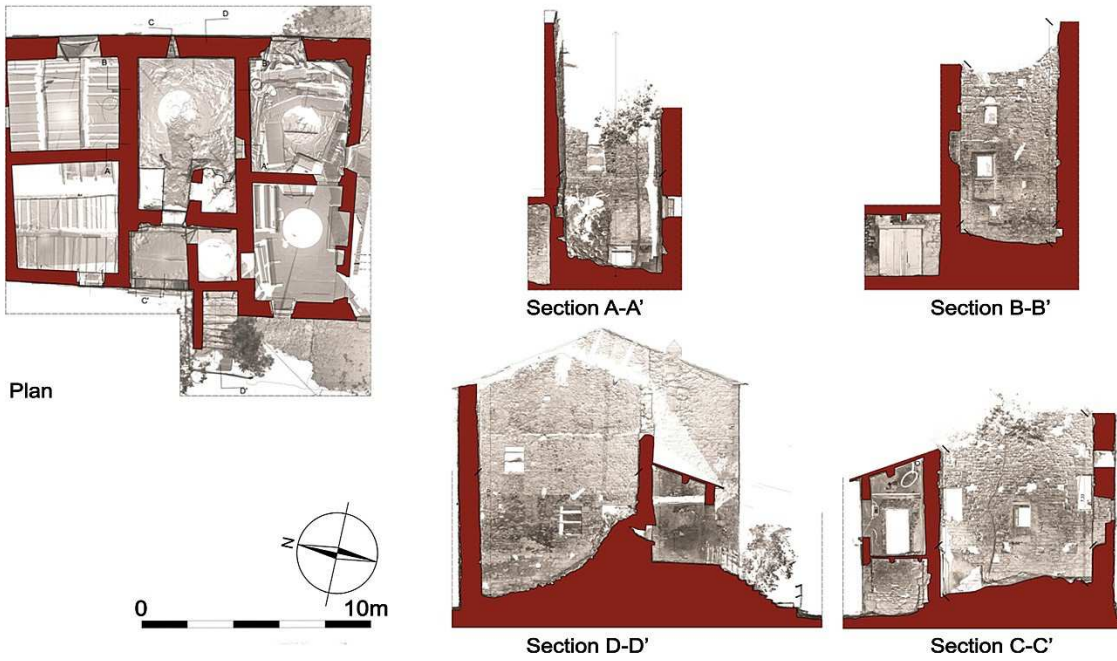 C
D
B
B'
A
A'
C'
D'
Plan
Section A-A'
Section B-B'
N
0
10m
Section D-D'
Section C-C'